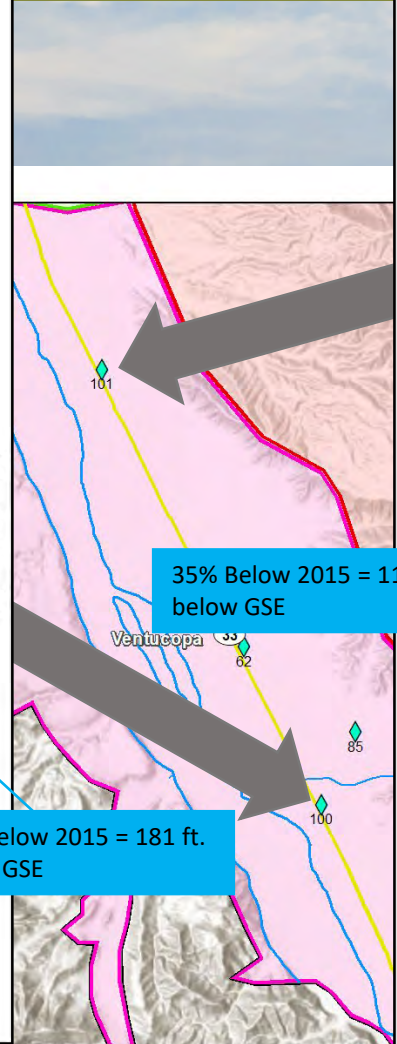 101
35% Below 2015 = 11
below GSE
Ventucopa
33
62
85
100
elow 2015 = 181 ft.
GSE